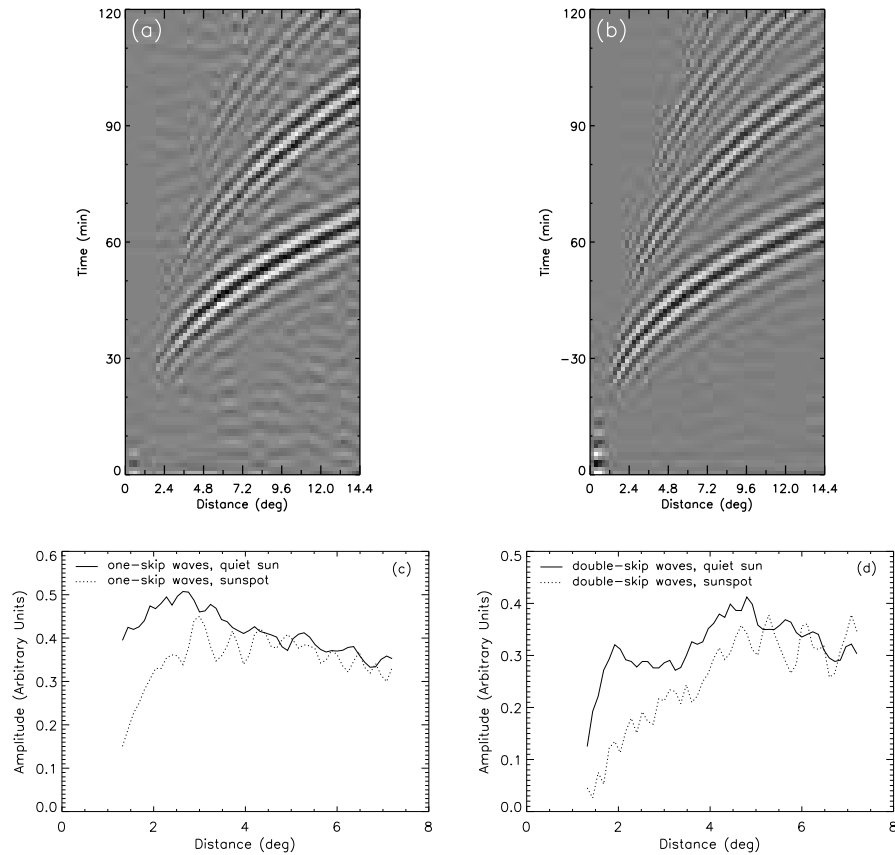 (a)
120
90
60
30
0
Time (min)
0 2.4 4.8 7.2 9.6 12.0 14.4
Distance (deg)
(b)
120
90
60
−30
0
Time (min)
0 2.4 4.8 7.2 9.6 12.0 14.4
Distance (deg)
(c)
one−skip waves, quiet sun
one−skip waves, sunspot
0.6
0.5
0.4
0.3
0.2
0.1
0.0
Amplitude (Arbitrary Units)
0 2 4 6 8
Distance (deg)
(d)
double−skip waves, quiet sun
double−skip waves, sunspot
0.5
0.4
0.3
0.2
0.1
0.0
Amplitude (Arbitrary Units)
0 2 4 6 8
Distance (deg)